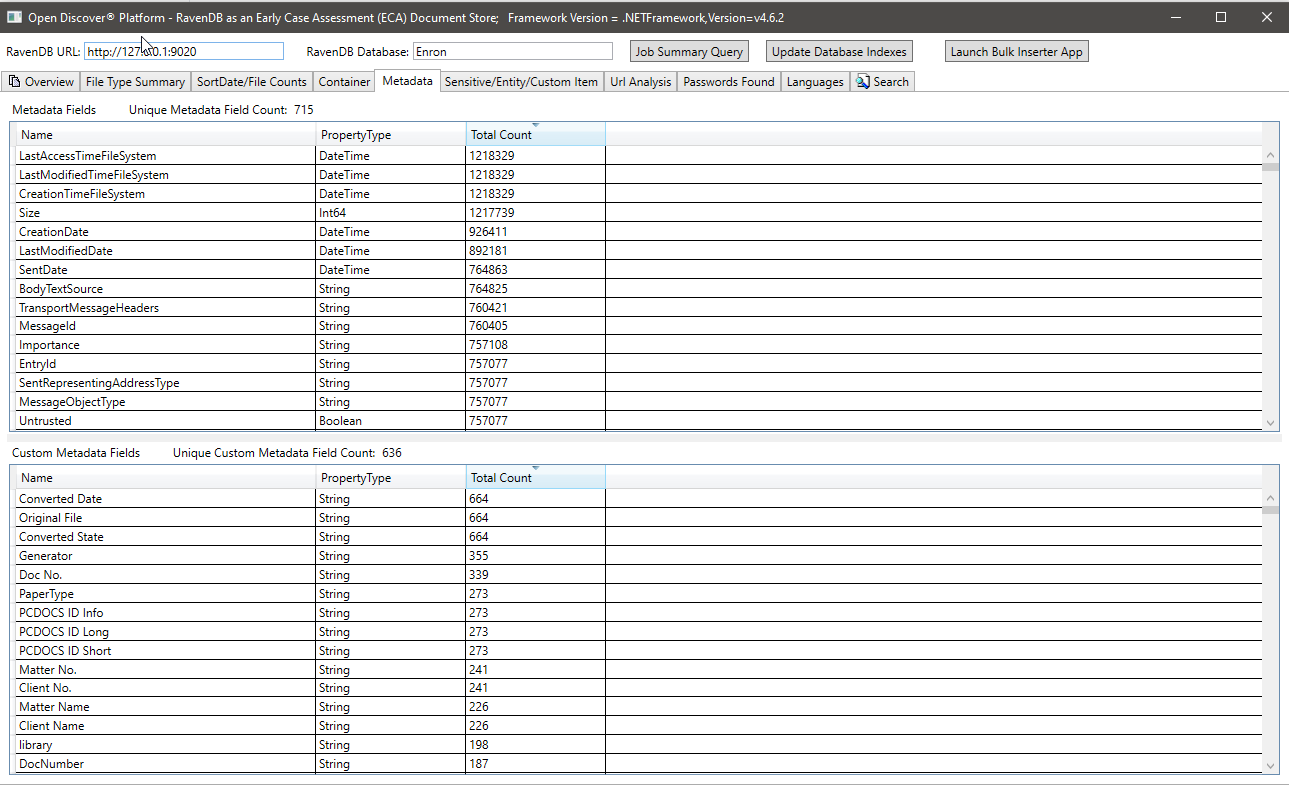 Open Discover® Platform - RavenDB as an Early Case Assessment (ECA) Document Store;   Framework Version = .NETFramework,Version=v4.6.2
RavenDB URL: http://127.0.0.1:9020 RavenDB Database: Enron Job Summary Query Update Database Indexes Launch Bulk Inserter App
Overview File Type Summary SortDate/File Counts Container Metadata Sensitive/Entity/Custom Item Url Analysis Passwords Found Languages Search
Metadata Fields Unique Metadata Field Count: 715
Name PropertyType Total Count
LastAccessTimeFileSystem DateTime 1218329
LastModifiedTimeFileSystem DateTime 1218329
CreationTimeFileSystem DateTime 1218329
Size Int64 1217739
CreationDate DateTime 926411
LastModifiedDate DateTime 892181
SentDate DateTime 764863
BodyTextSource String 764825
TransportMessageHeaders String 760421
MessageId String 760405
Importance String 757108
EntryId String 757077
SentRepresentingAddressType String 757077
MessageObjectType String 757077
Untrusted Boolean 757077
Custom Metadata Fields Unique Custom Metadata Field Count: 636
Name PropertyType Total Count
Converted Date String 664
Original File String 664
Converted State String 664
Generator String 355
Doc No. String 339
PaperType String 273
PCDOCS ID Info String 273
PCDOCS ID Long String 273
PCDOCS ID Short String 273
Matter No. String 241
Client No. String 241
Matter Name String 226
Client Name String 226
library String 198
DocNumber String 187